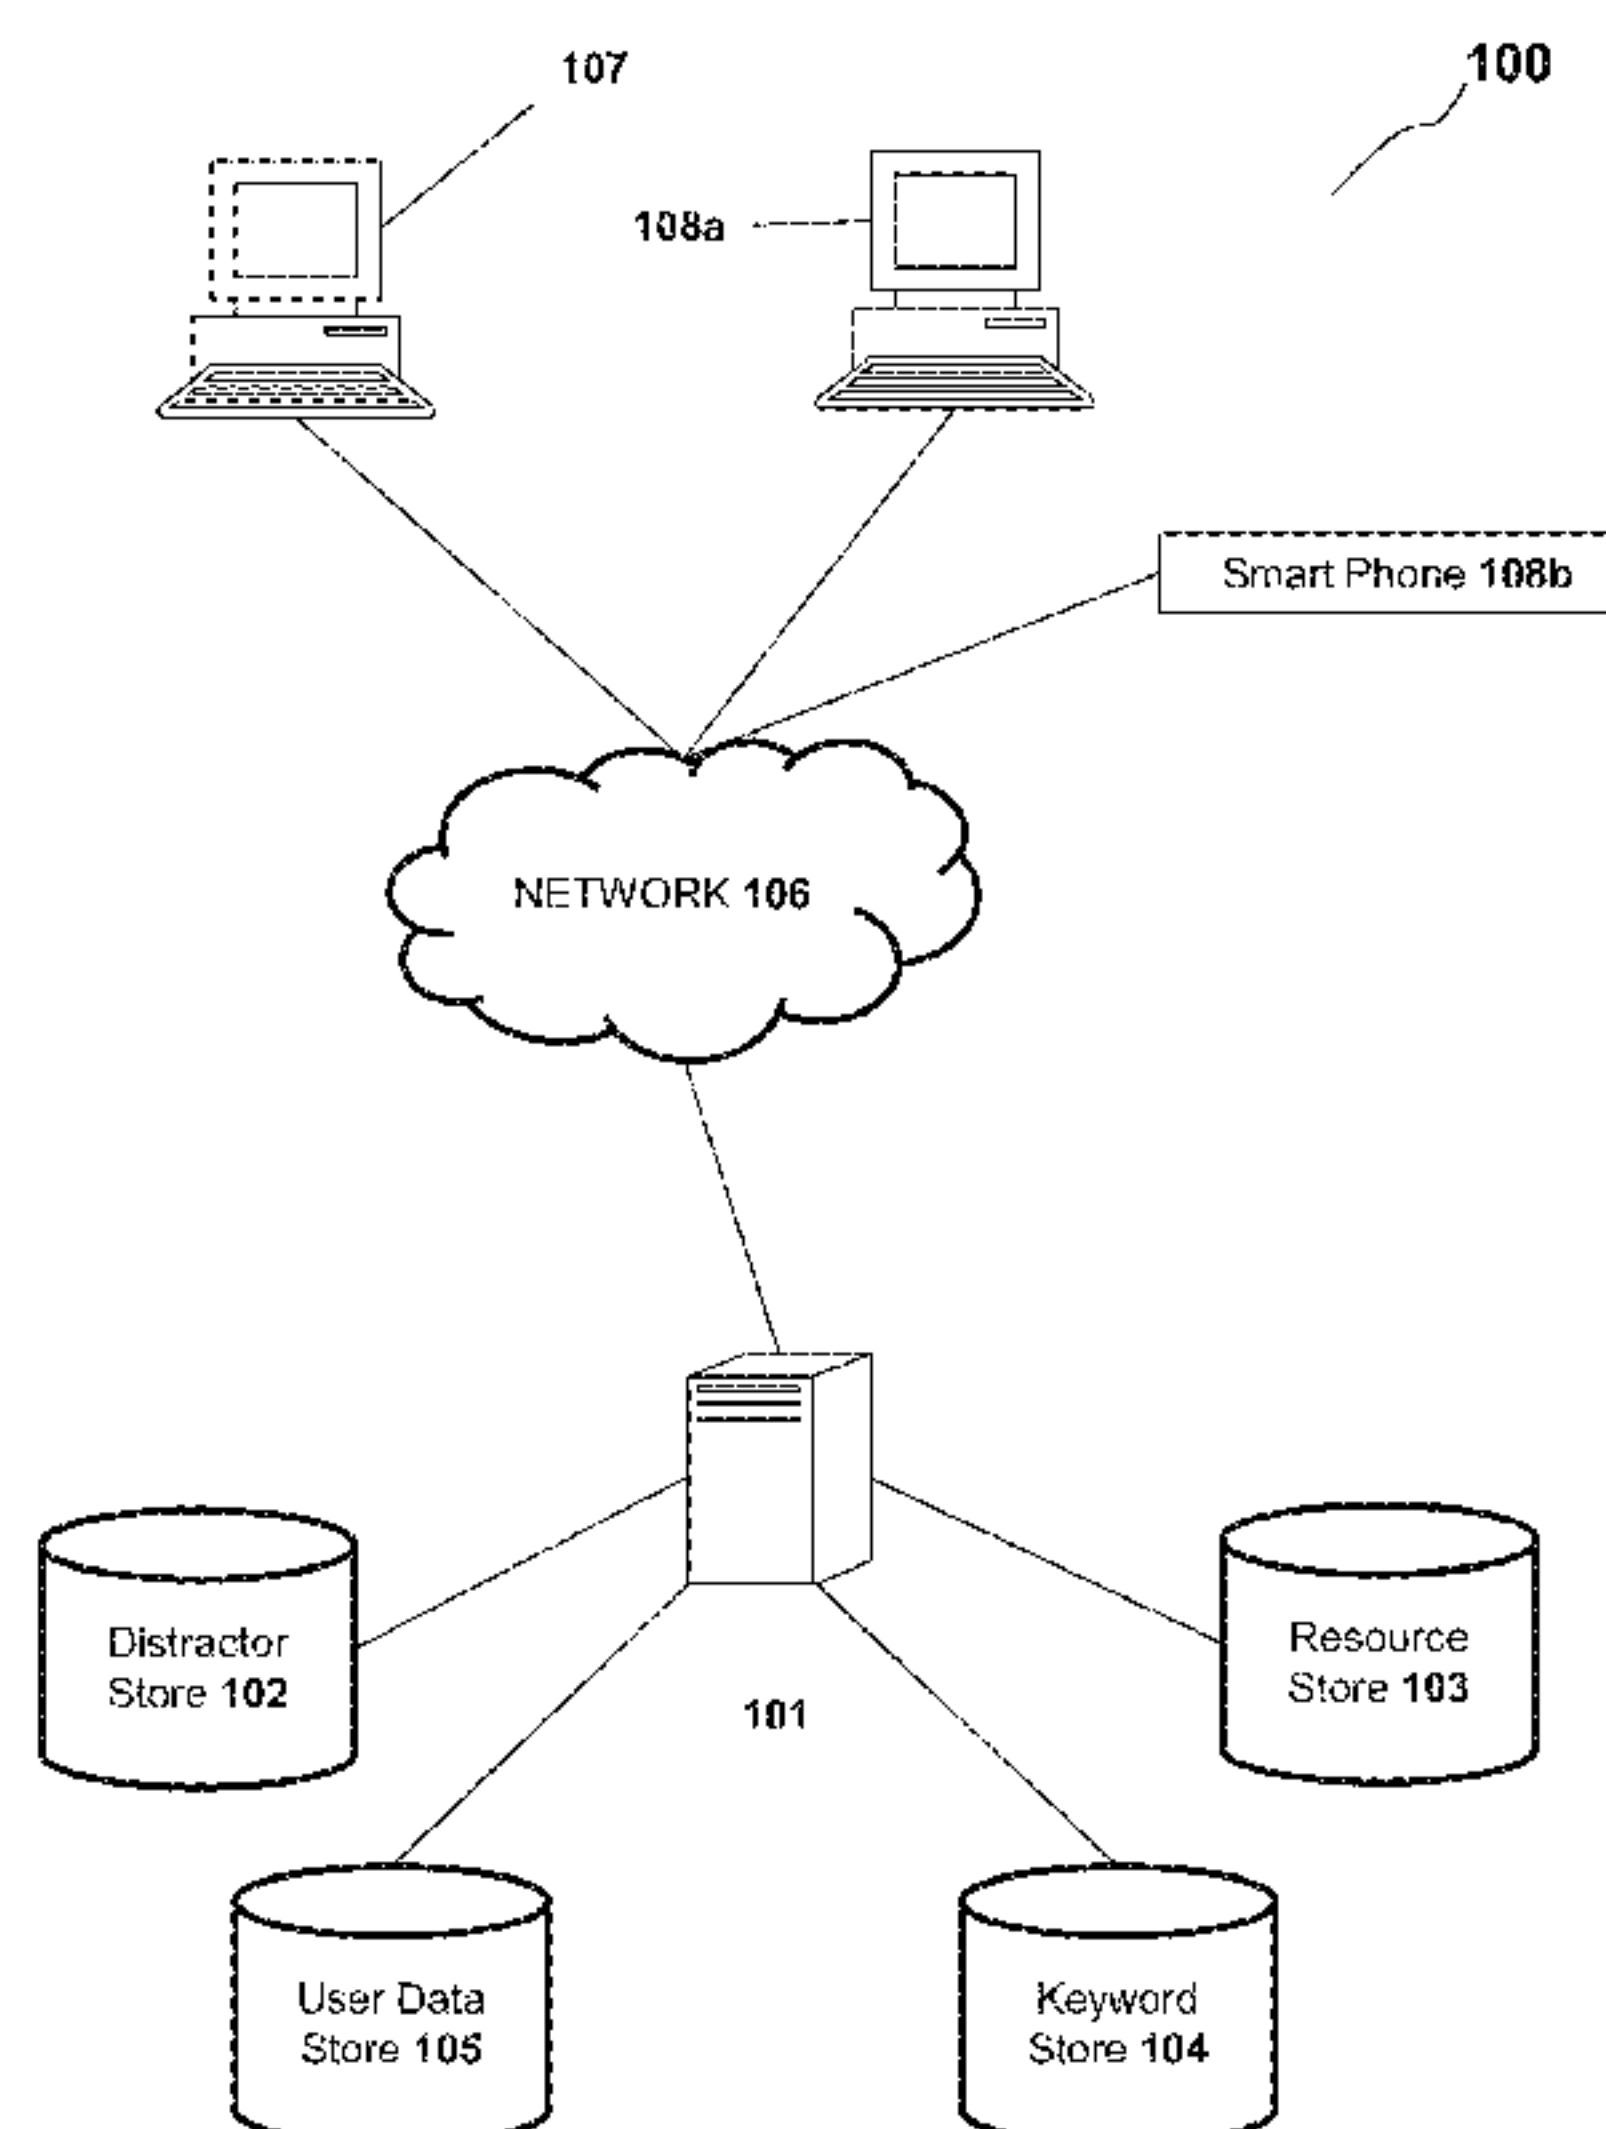 107
100
108a
Smart Phone 108b
NETWORK 106
Distractor
Store 102
Resource
Store 103
101
User Data
Store 105
Keyword
Store 104